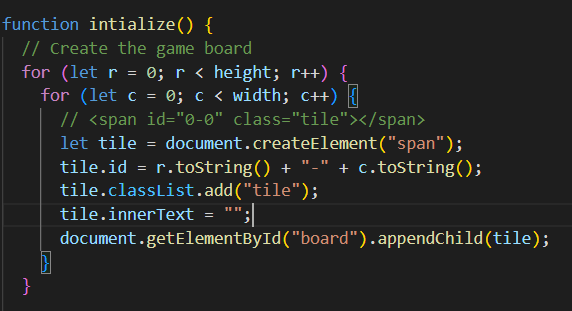 function intialize() {
  // Create the game board
  for (let r = 0; r < height; r++) {
    for (let c = 0; c < width; c++) {
      // <span id="0-0" class="tile"></span>
      let tile = document.createElement("span");
      tile.id = r.toString() + "-" + c.toString();
      tile.classList.add("tile");
      tile.innerText = "";
      document.getElementById("board").appendChild(tile);
    }
  }